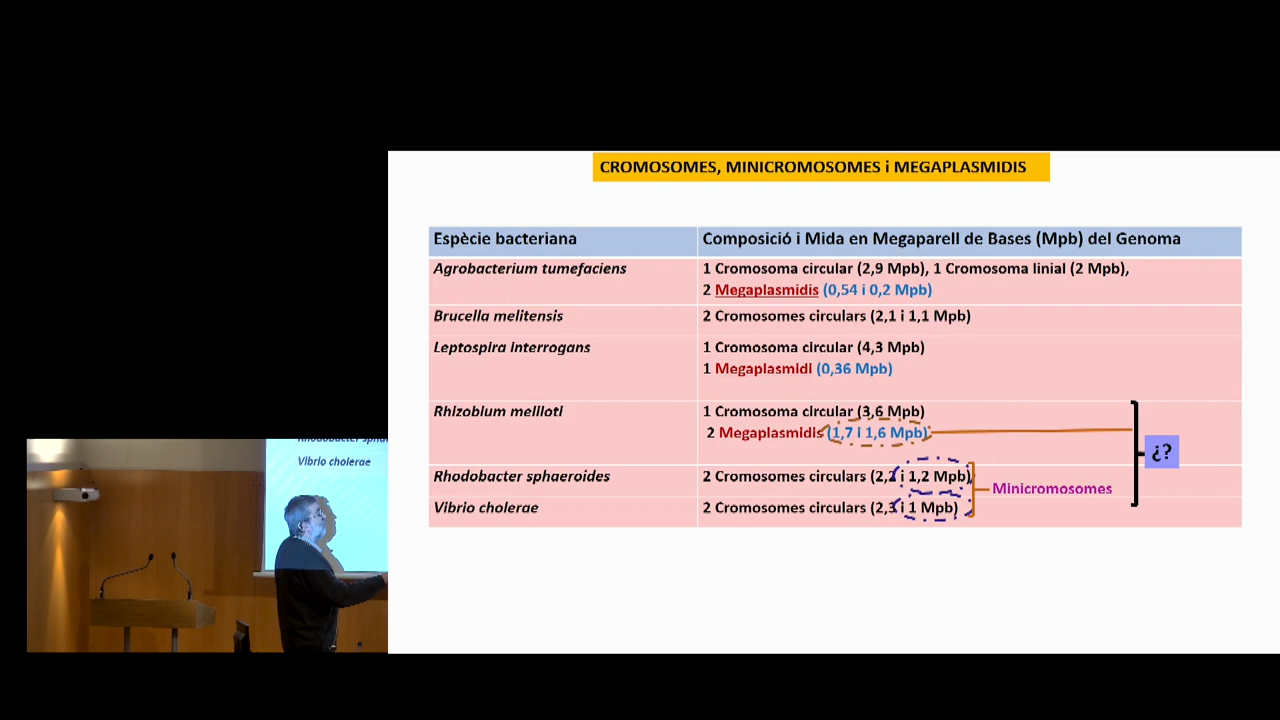 CROMOSOMES, MINICROMOSOMES i MEGAPLASMIDIS
Espècie bacteriana
Composició i Mida en Megaparell de Bases (Mpb) del Genoma
Agrobacterium tumefaciens
1 Cromosoma circular (2,9 Mpb), 1 Cromosoma linial (2 Mpb),
2 Megaplasmidis (0,54 i 0,2 Mpb)
Brucella melitensis
2 Cromosomes circulars (2,1 i 1,1 Mpb)
Leptospira interrogans
1 Cromosoma circular (4,3 Mpb)
1 Megaplasmidi (0,36 Mpb)
Rhizobium meliloti
1 Cromosoma circular (3,6 Mpb)
2 Megaplasmidis (1,7 i 1,6 Mpb)
¿?
Rhodobacter sphaeroides
2 Cromosomes circulars (2,2 i 1,2 Mpb)
Minicromosomes
Vibrio cholerae
2 Cromosomes circulars (2,3 i 1 Mpb)
Rhodobacter
Vibrio cholerae